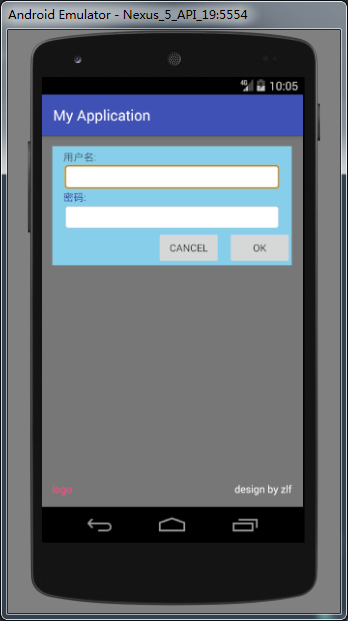 Android Emulator - Nexus_5_API_19:5554
4G 10:05
My Application
用户名:
密码:
CANCEL OK
logo design by zlf